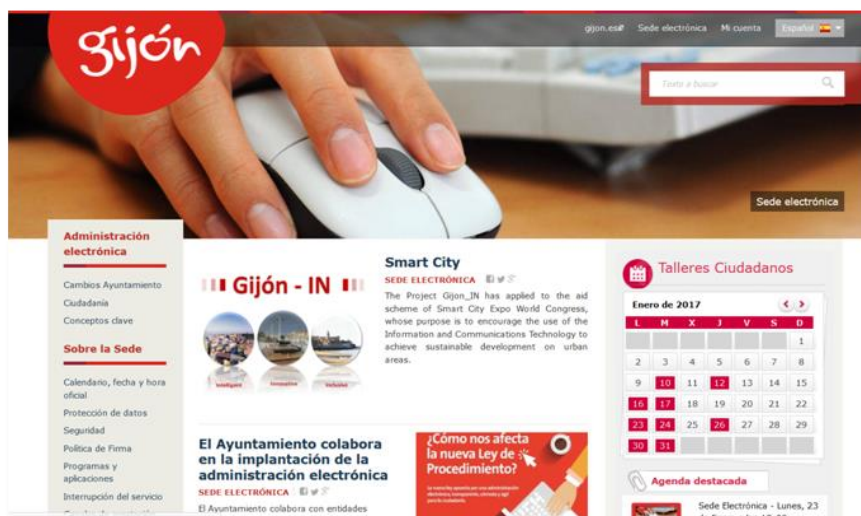 gijón
gijon.es
Sede electrónica
Mi cuenta
Español
Texto a buscar
Sede electrónica
Administración
electrónica
Cambios Ayuntamiento
Ciudadanía
Conceptos clave
Sobre la Sede
Calendario, fecha y hora
oficial
Protección de datos
Seguridad
Política de Firma
Programas y
aplicaciones
Interrupción del servicio
Gijón - IN
Intelligent
Innovative
Inclusive
Smart City
SEDE ELECTRÓNICA
The Project Gijon_IN has applied to the aid
scheme of Smart City Expo World Congress,
whose purpose is to encourage the use of the
Information and Communications Technology to
achieve sustainable development on urban
areas.
El Ayuntamiento colabora
en la implantación de la
administración electrónica
SEDE ELECTRÓNICA
El Ayuntamiento colabora con entidades
¿Cómo nos afecta
la nueva Ley de
Procedimiento?
Talleres Ciudadanos
Enero de 2017
L M X J V S D
1
2 3 4 5 6 7 8
9 10 11 12 13 14 15
16 17 18 19 20 21 22
23 24 25 26 27 28 29
30 31
Agenda destacada
Sede Electrónica - Lunes, 23